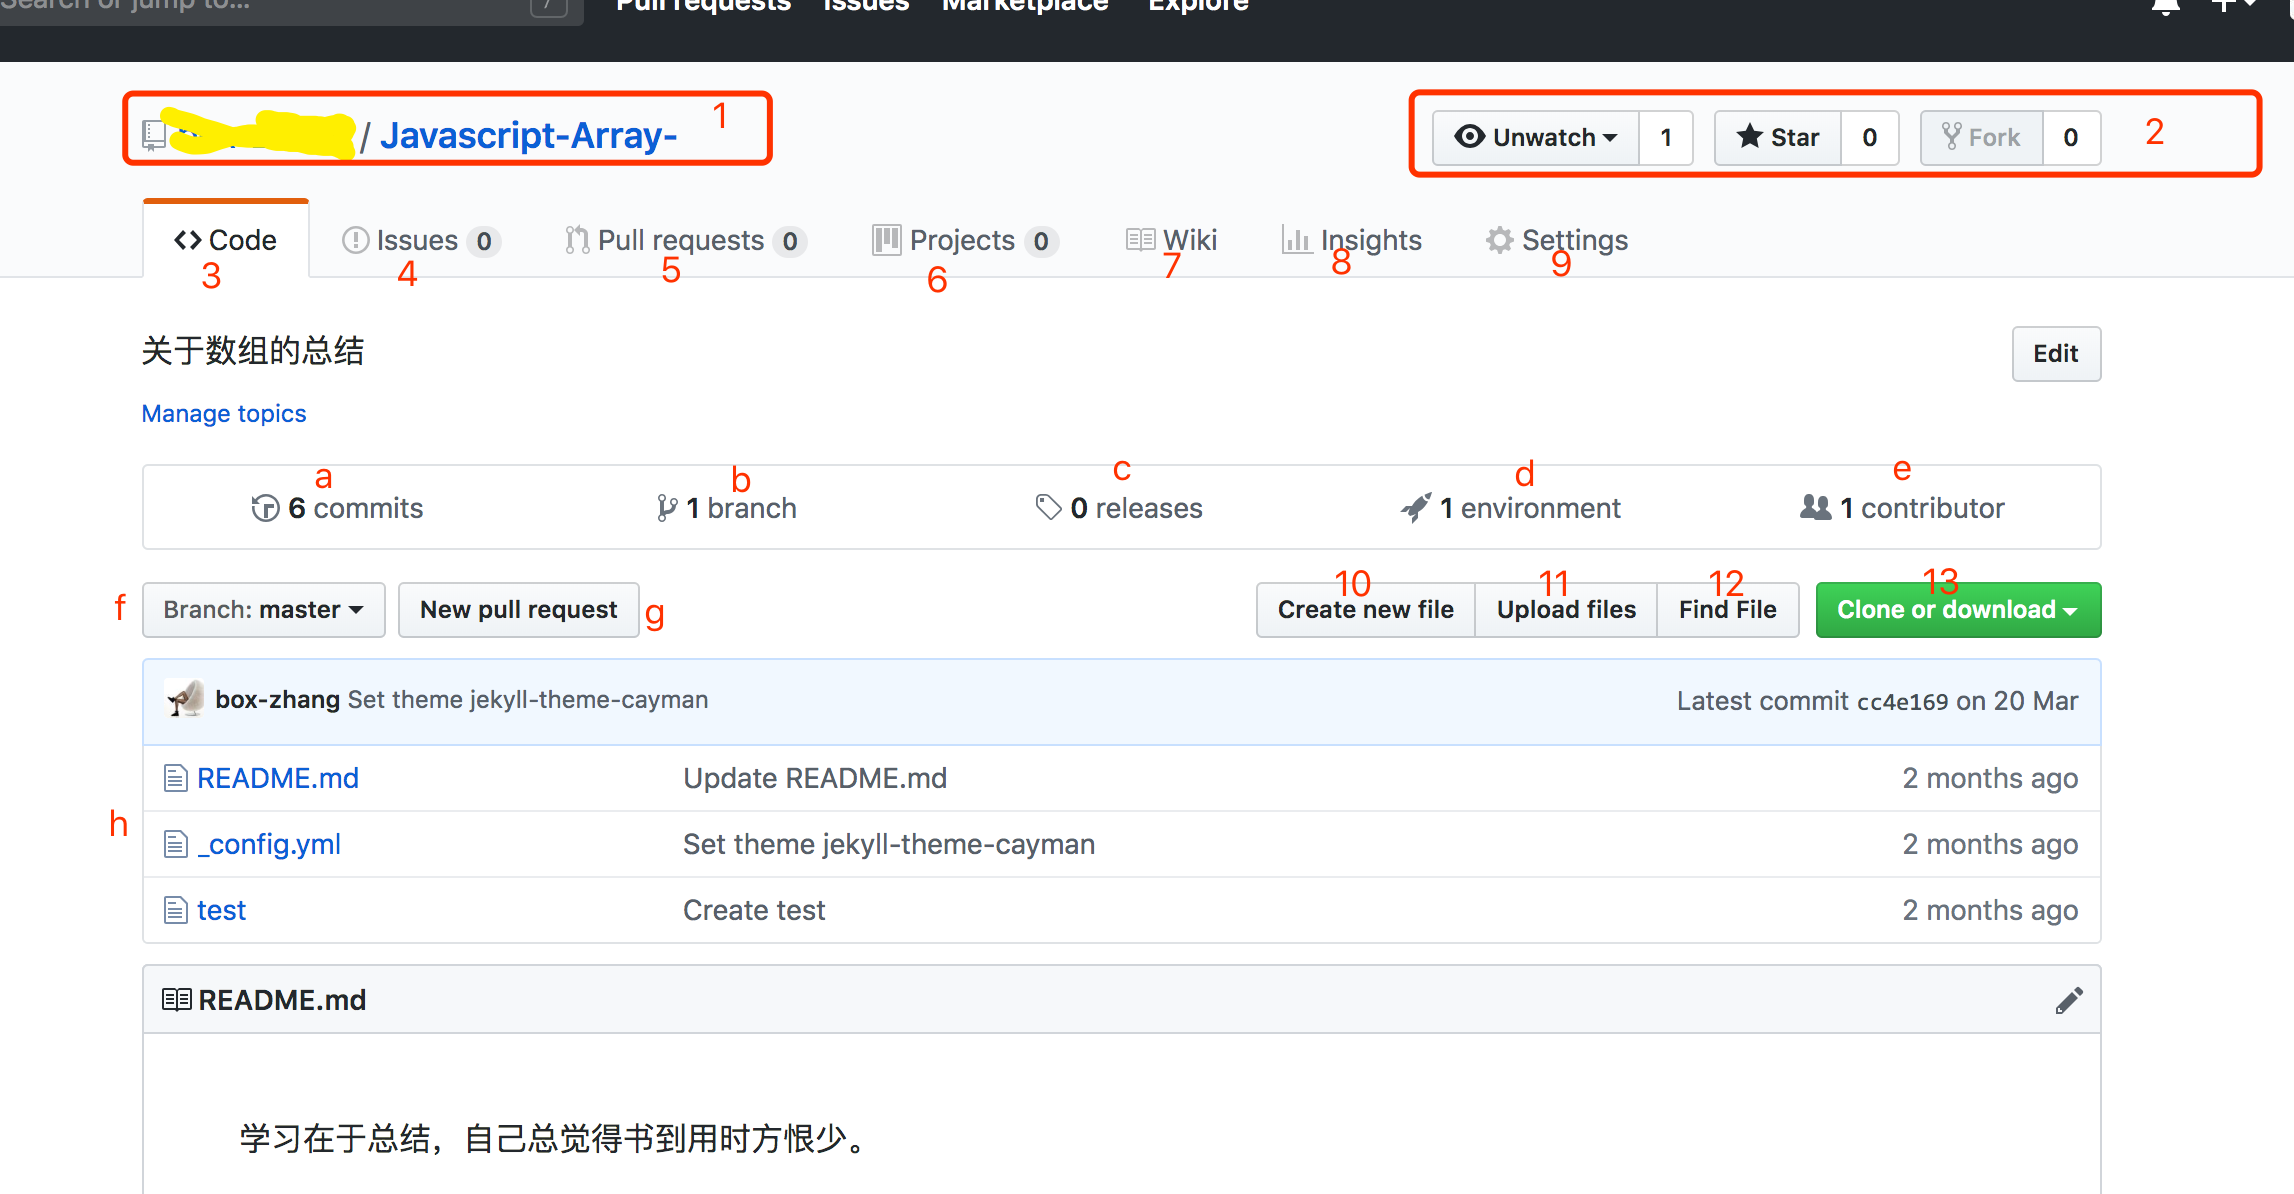 Search or jump to... /
Pull requests Issues Marketplace Explore
/ Javascript-Array- 1
Unwatch 1 Star 0 Fork 0 2
Code Issues 0 Pull requests 0 Projects 0 Wiki Insights Settings
3 4 5 6 7 8 9
关于数组的总结
Edit
Manage topics
a b c d e
6 commits 1 branch 0 releases 1 environment 1 contributor
10 11 12 13
f Branch: master New pull request g Create new file Upload files Find File Clone or download
box-zhang Set theme jekyll-theme-cayman Latest commit cc4e169 on 20 Mar
README.md Update README.md 2 months ago
h
_config.yml Set theme jekyll-theme-cayman 2 months ago
test Create test 2 months ago
README.md
学习在于总结，自己总觉得书到用时方恨少。